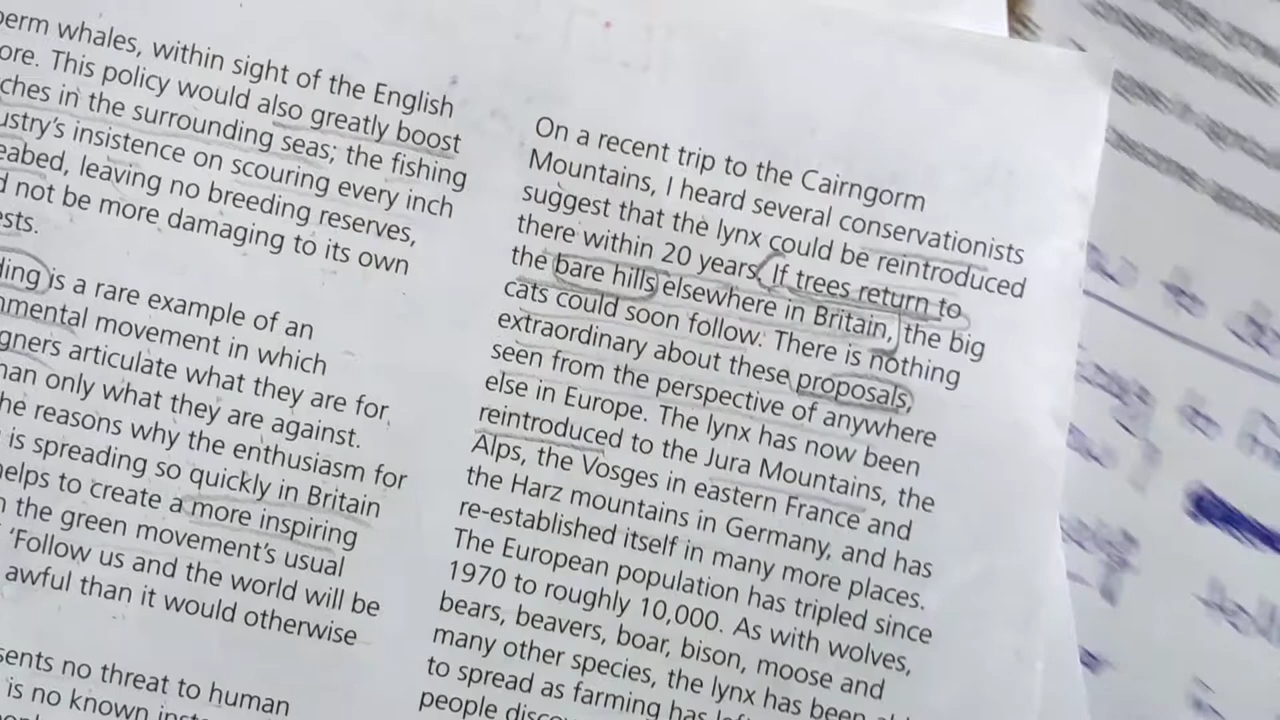 perm whales, within sight of the English
ore. This policy would also greatly boost
ches in the surrounding seas; the fishing
ustry's insistence on scouring every inch
eabed, leaving no breeding reserves,
d not be more damaging to its own
ests.
ding is a rare example of an
nmental movement in which
gners articulate what they are for
han only what they are against.
he reasons why the enthusiasm for
is spreading so quickly in Britain
helps to create a more inspiring
n the green movement's usual
'Follow us and the world will be
awful than it would otherwise
sents no threat to human
is no known
On a recent trip to the Cairngorm
Mountains, I heard several conservationists
suggest that the lynx could be reintroduced
there within 20 years. If trees return to
the bare hills elsewhere in Britain, the big
cats could soon follow. There is nothing
extraordinary about these proposals,
seen from the perspective of anywhere
else in Europe. The lynx has now been
reintroduced to the Jura Mountains, the
Alps, the Vosges in eastern France and
the Harz mountains in Germany, and has
re-established itself in many more places.
The European population has tripled since
1970 to roughly 10,000. As with wolves,
bears, beavers, boar, bison, moose and
many other species, the lynx has been
to spread as farming has
people